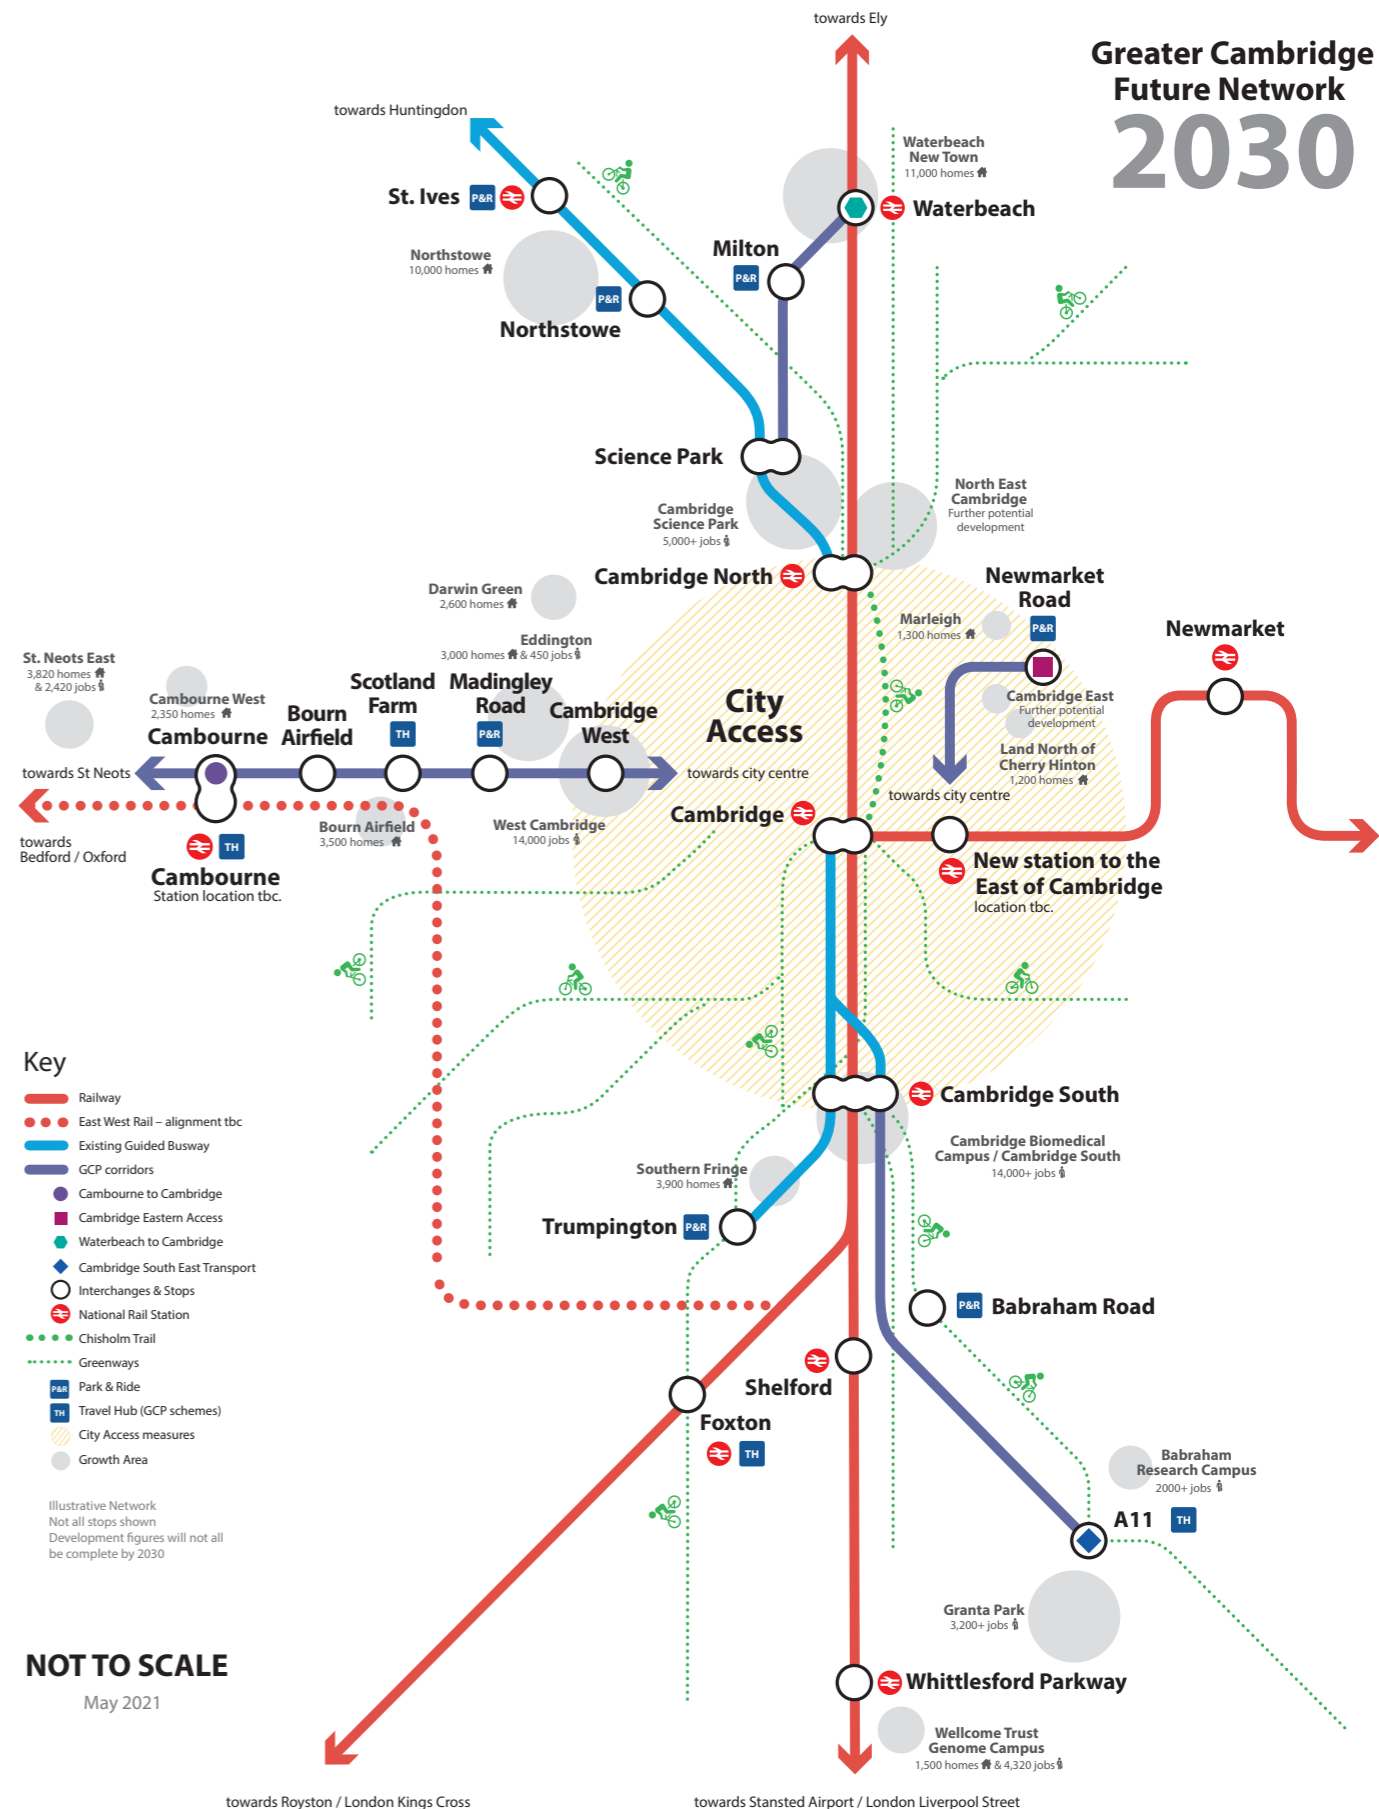 towards Ely
Greater Cambridge
Future Network
2030
towards Huntingdon
Waterbeach
New Town
11,000 homes
St. Ives
P&R
Waterbeach
Milton
P&R
Northstowe
10,000 homes
P&R
Northstowe
Science Park
North East
Cambridge
Further potential
development
Cambridge
Science Park
5,000+ jobs
Cambridge North
Newmarket
Road
P&R
Darwin Green
2,600 homes
Marleigh
1,300 homes
Newmarket
Eddington
3,000 homes & 450 jobs
St. Neots East
3,820 homes
& 2,420 jobs
Cambourne West
2,350 homes
Cambourne
Bourn
Airfield
Scotland
Farm
TH
Madingley
Road
P&R
Cambridge
West
City
Access
Cambridge East
Further potential
development
Land North of
Cherry Hinton
1,200 homes
towards St Neots
towards city centre
towards city centre
Cambridge
Bourn Airfield
3,500 homes
West Cambridge
14,000 jobs
towards
Bedford / Oxford
TH
Cambourne
Station location tbc.
New station to the
East of Cambridge
location tbc.
Key
Railway
East West Rail – alignment tbc
Existing Guided Busway
GCP corridors
Cambourne to Cambridge
Cambridge Eastern Access
Waterbeach to Cambridge
Cambridge South East Transport
Interchanges & Stops
National Rail Station
Chisholm Trail
Greenways
P&R
Park & Ride
TH
Travel Hub (GCP schemes)
City Access measures
Growth Area
Cambridge South
Cambridge Biomedical
Campus / Cambridge South
14,000+ jobs
Southern Fringe
3,900 homes
Trumpington
P&R
P&R
Babraham Road
Shelford
Foxton
TH
Babraham
Research Campus
2000+ jobs
A11
TH
Illustrative Network
Not all stops shown
Development figures will not all
be complete by 2030
Granta Park
3,200+ jobs
NOT TO SCALE
May 2021
Whittlesford Parkway
Wellcome Trust
Genome Campus
1,500 homes & 4,320 jobs
towards Royston / London Kings Cross
towards Stansted Airport / London Liverpool Street